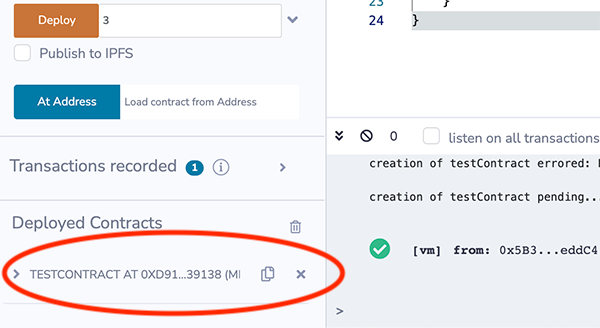 Deploy 3
Publish to IPFS
At Address Load contract from Address
Transactions recorded 1 i
Deployed Contracts
TESTCONTRACT AT 0XD91...39138 (M
23 }
24 }
0 listen on all transactions
creation of testContract errored:
creation of testContract pending...
[vm] from: 0x5B3...eddC4
>